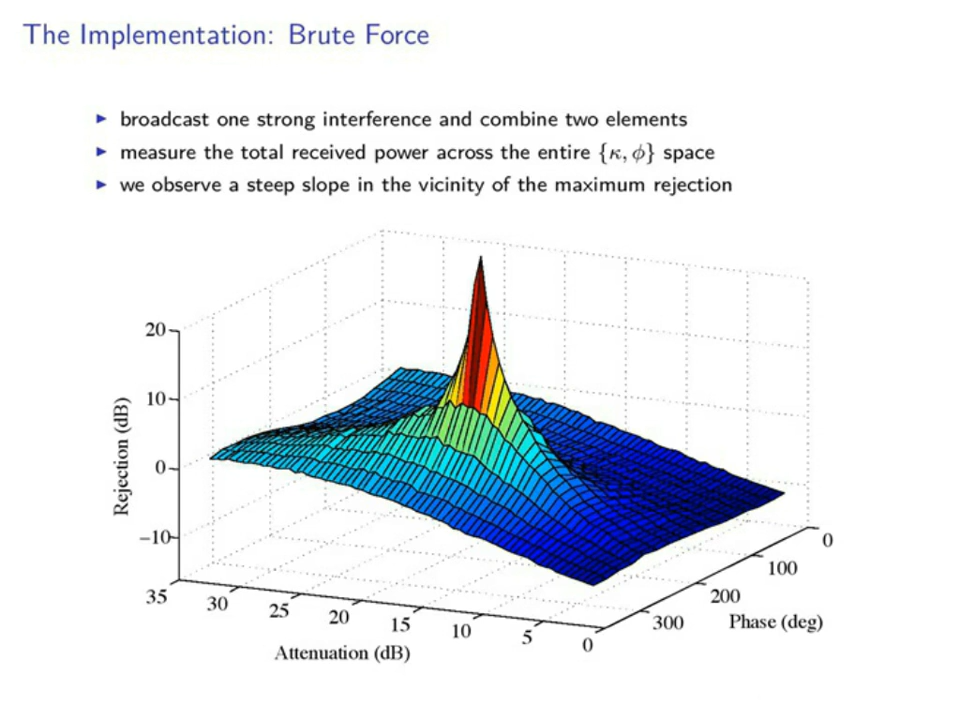 The Implementation: Brute Force
broadcast one strong interference and combine two elements
measure the total received power across the entire {κ, ϕ} space
we observe a steep slope in the vicinity of the maximum rejection
20
10
0
−10
Rejection (dB)
35
30
25
20
15
10
5
0
Attenuation (dB)
0
100
200
300
Phase (deg)